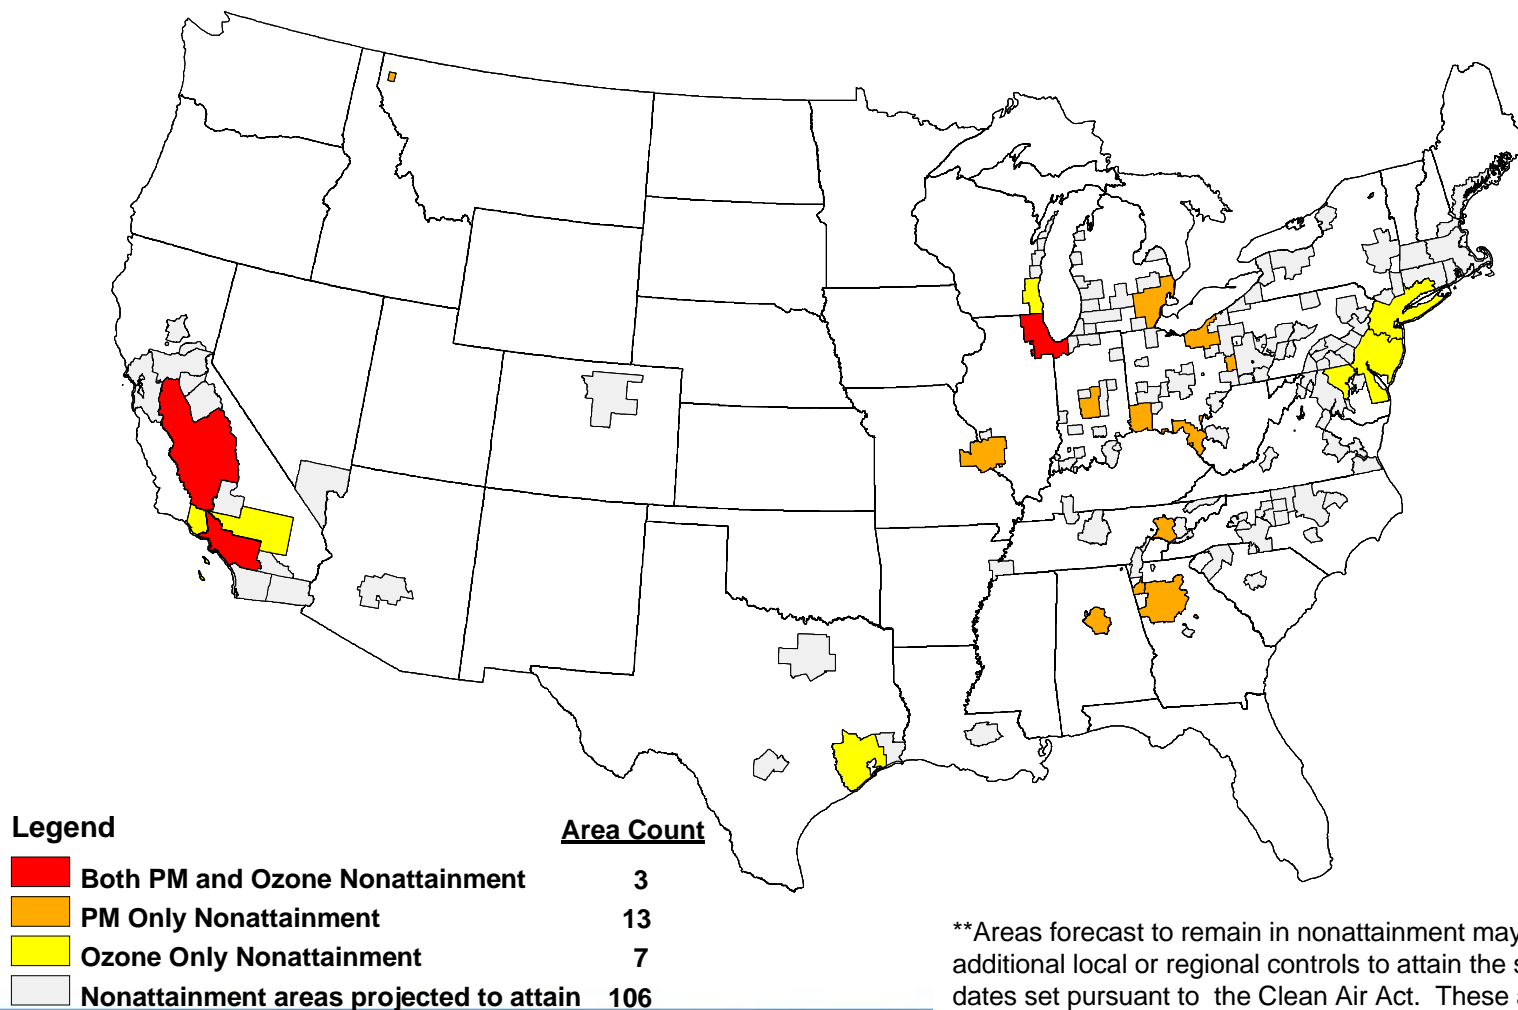 Legend
Area Count
Both PM and Ozone Nonattainment 3
PM Only Nonattainment 13
Ozone Only Nonattainment 7
Nonattainment areas projected to attain 106
**Areas forecast to remain in nonattainment may
additional local or regional controls to attain the s
dates set pursuant to the Clean Air Act. These a